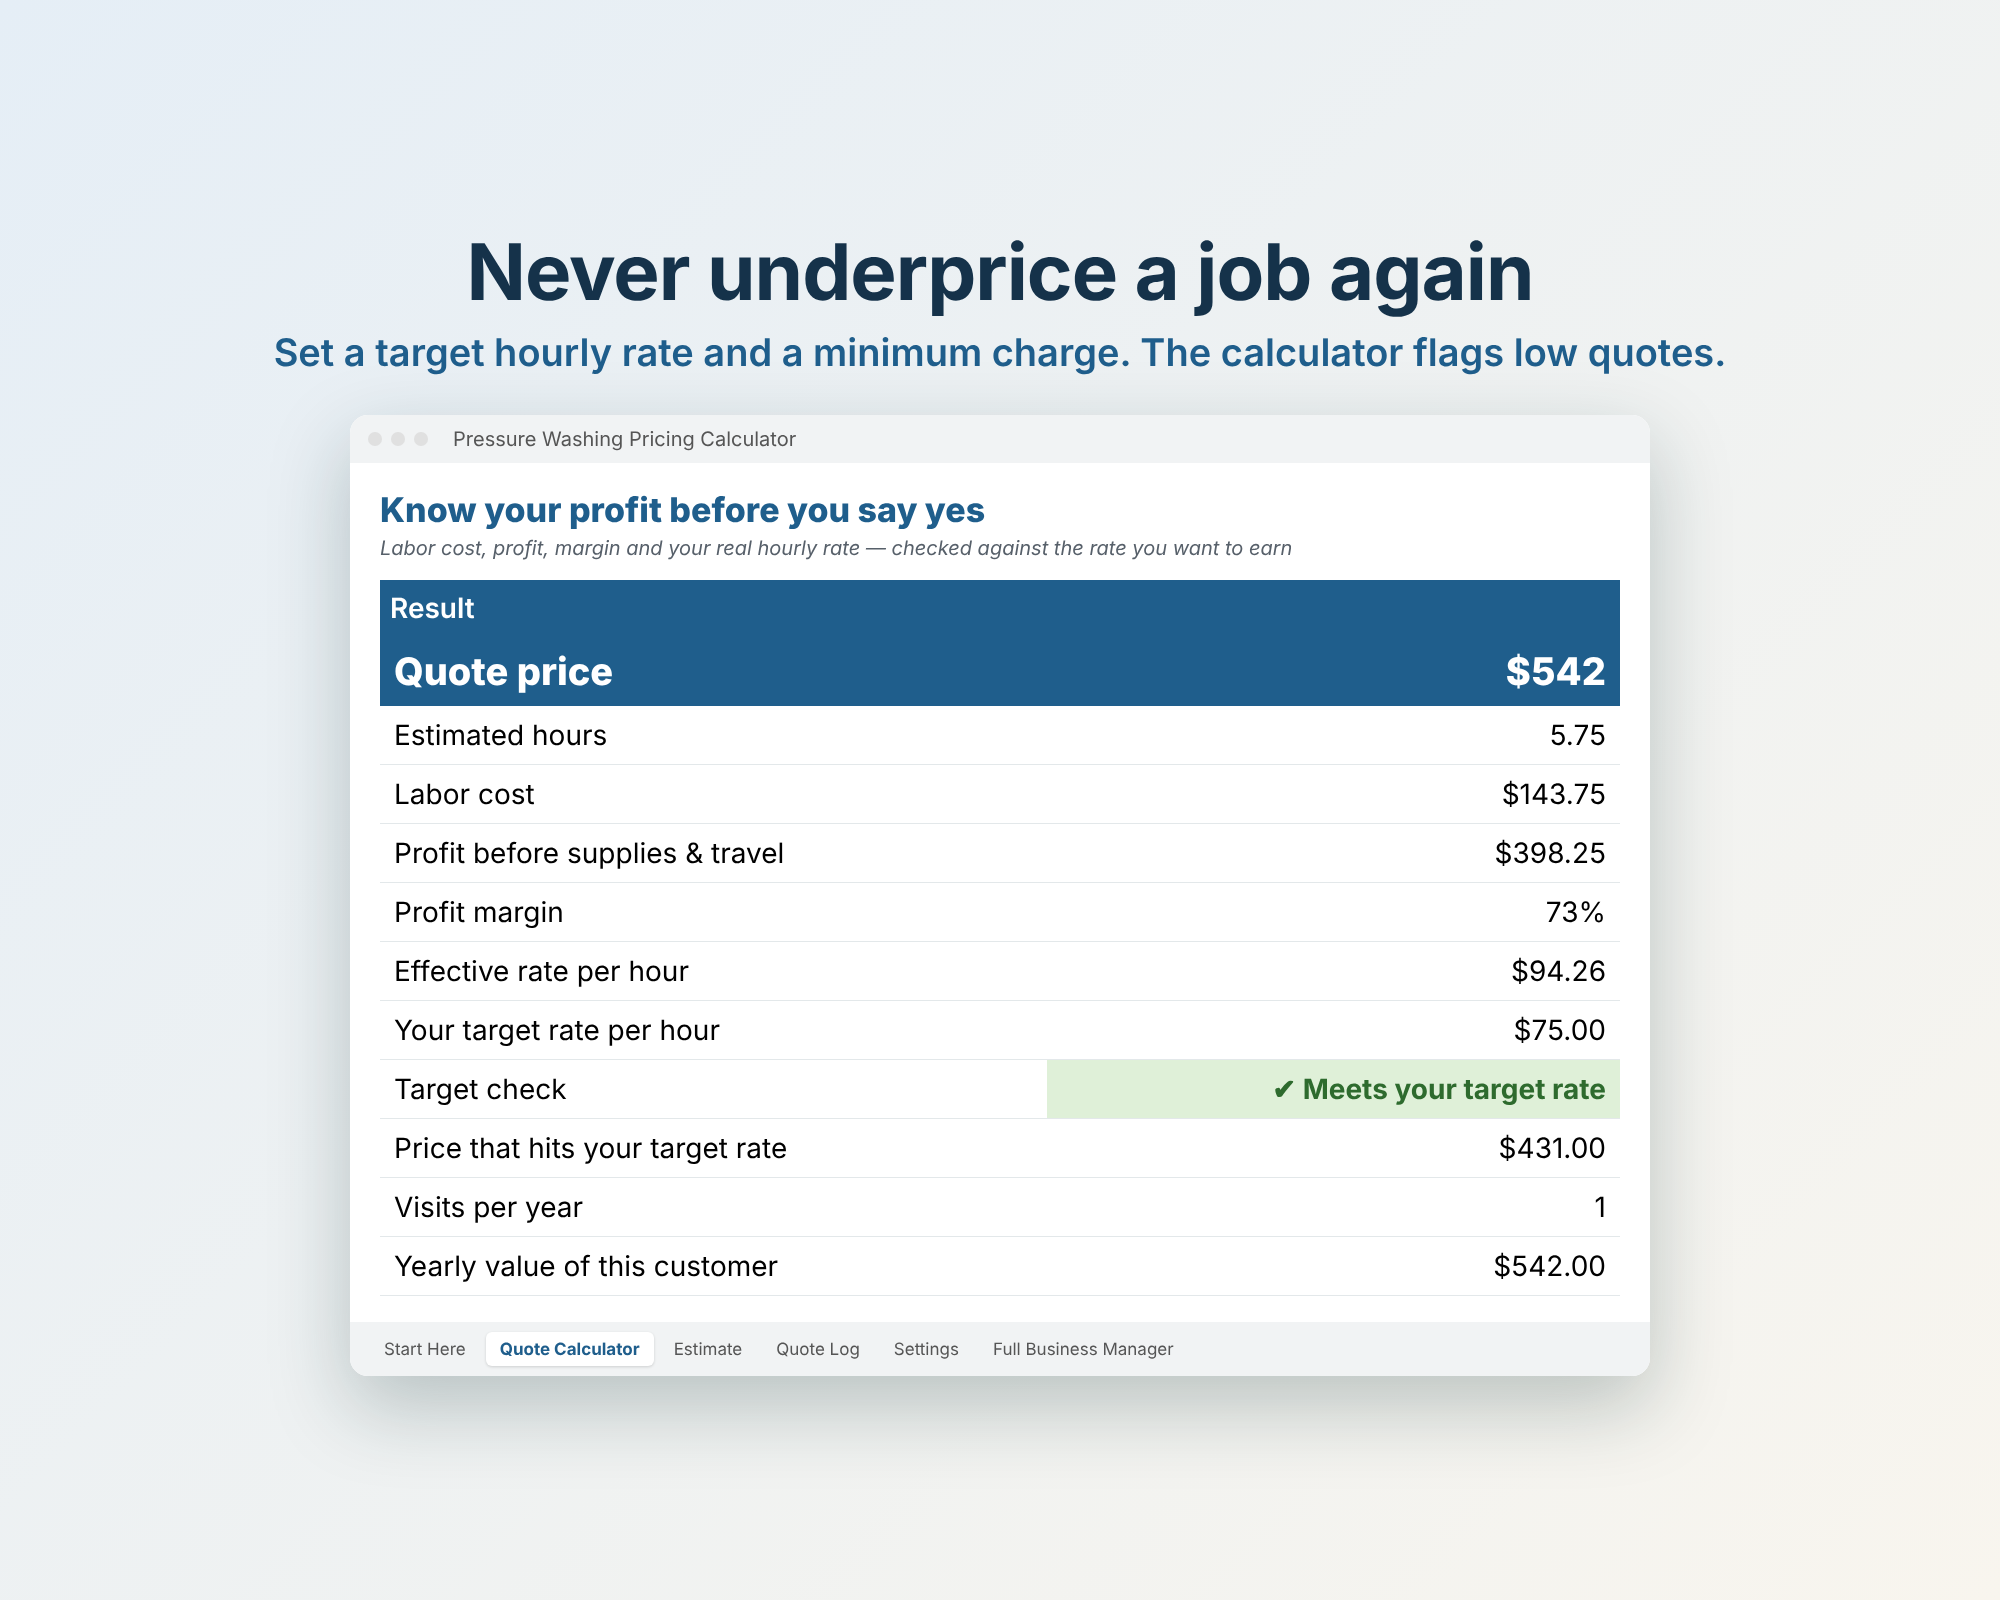 Never underprice a job again
Set a target hourly rate and a minimum charge. The calculator flags low quotes.
Pressure Washing Pricing Calculator
Know your profit before you say yes
Labor cost, profit, margin and your real hourly rate — checked against the rate you want to earn
Result
Quote price $542
Estimated hours 5.75
Labor cost $143.75
Profit before supplies & travel $398.25
Profit margin 73%
Effective rate per hour $94.26
Your target rate per hour $75.00
Target check ✔ Meets your target rate
Price that hits your target rate $431.00
Visits per year 1
Yearly value of this customer $542.00
Start Here Quote Calculator Estimate Quote Log Settings Full Business Manager